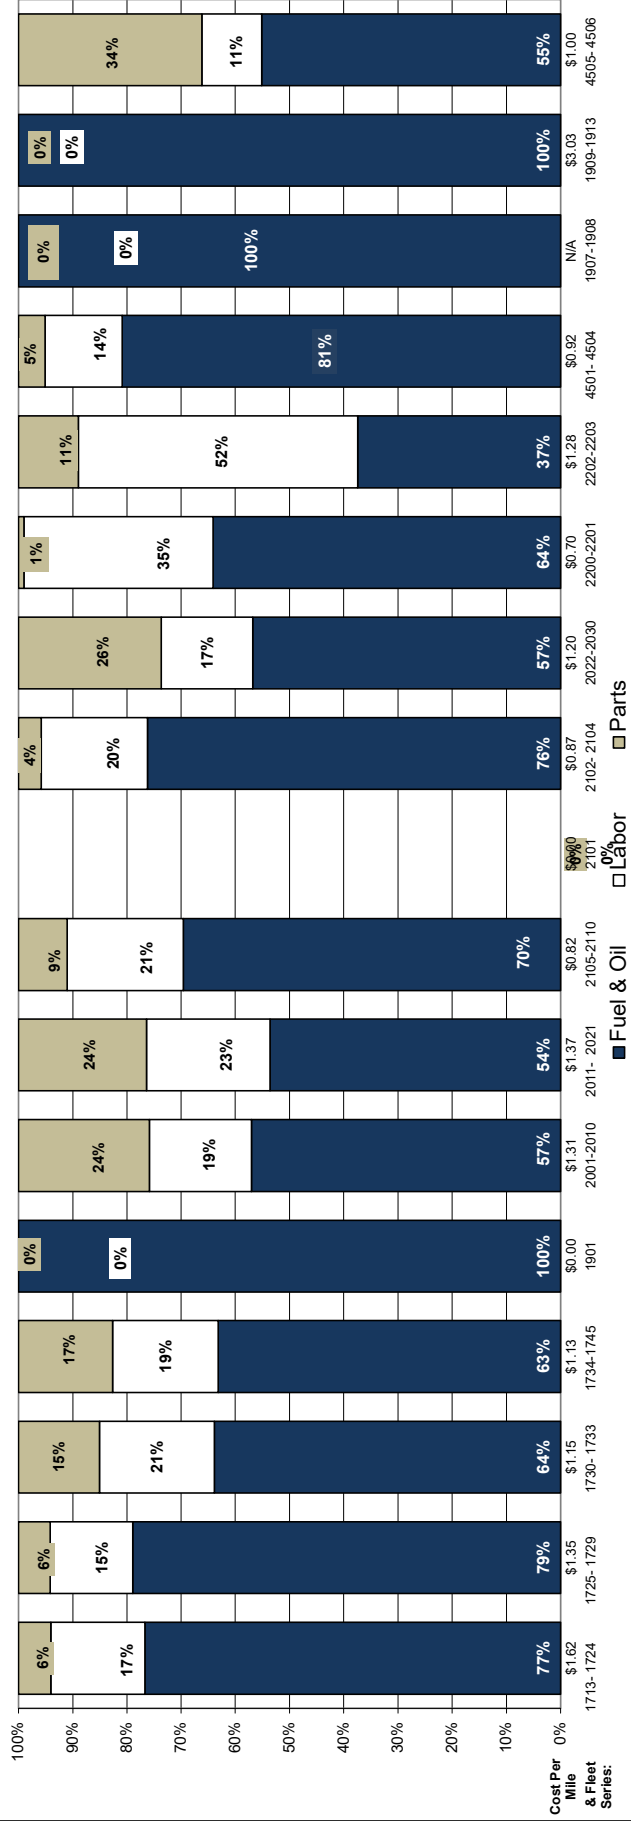 100%
90%
80%
70%
60%
50%
40%
30%
20%
10%
0%
6% 6% 15% 17% 0% 24% 24% 9% 4% 26% 1% 11% 5% 0% 0% 34%
17% 15% 21% 19% 0% 19% 23% 21% 20% 17% 35% 52% 14% 0% 0% 11%
77% 79% 64% 63% 100% 57% 54% 70% 76% 57% 64% 37% 81% 100% 100% 55%
Cost Per
Mile
& Fleet
Series:
$1.62 $1.35 $1.15 $1.13 $0.00 $1.31 $1.37 $0.82 $0.00 $0.87 $1.20 $0.70 $1.28 $0.92 N/A $3.03 $1.00
0%
1713- 1724 1725- 1729 1730- 1733 1734-1745 1901 2001-2010 2011- 2021 2105-2110 2101 2102- 2104 2022-2030 2200-2201 2202-2203 4501- 4504 1907-1908 1909-1913 4505- 4506
0%
Fuel & Oil Labor Parts